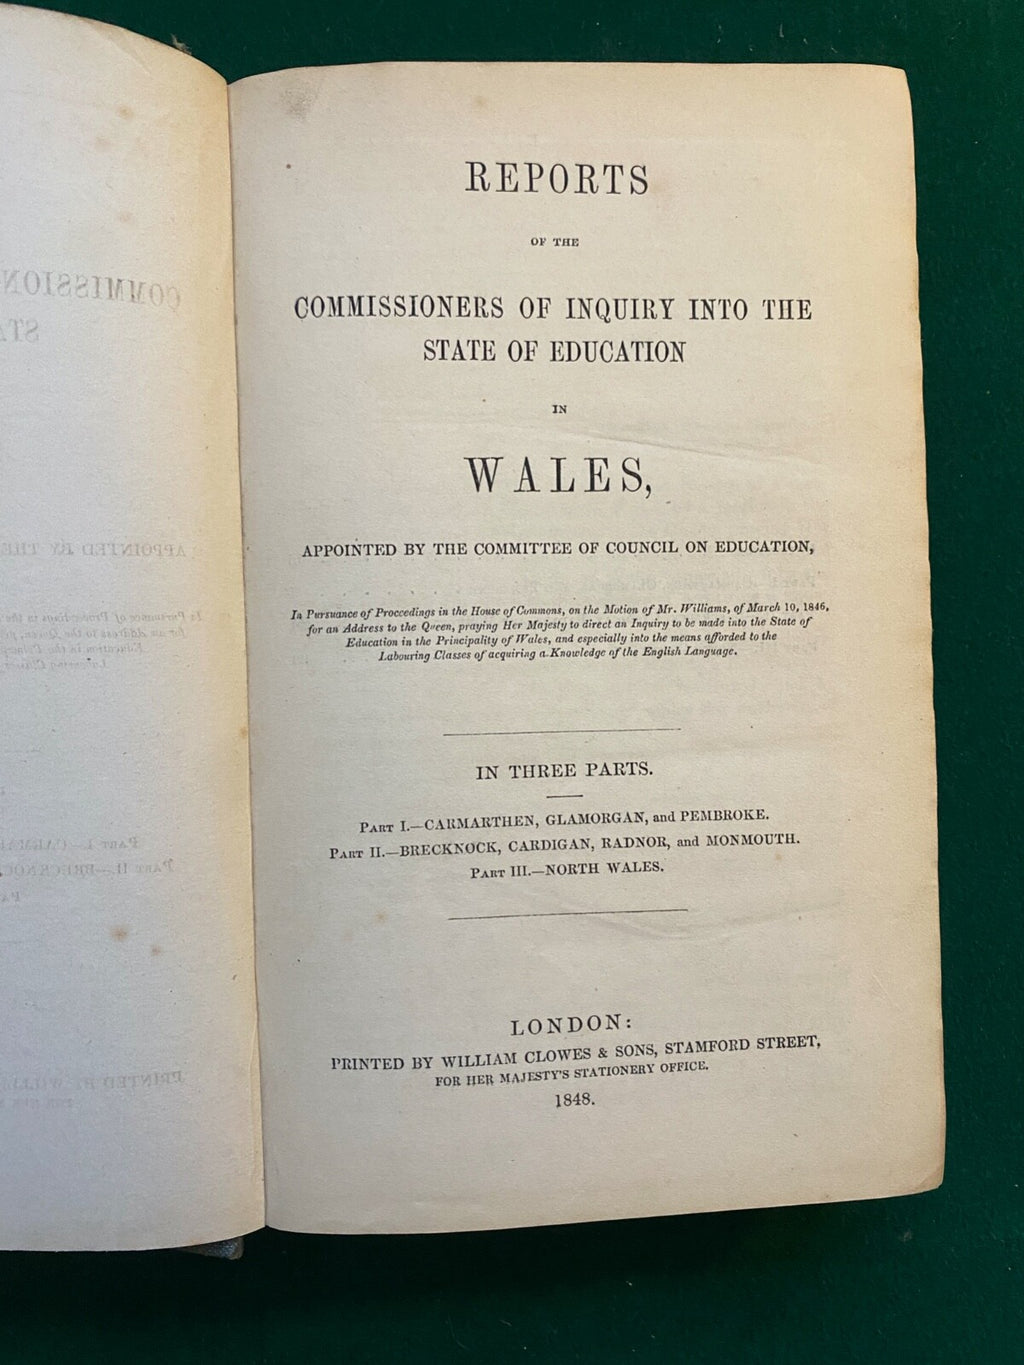 REPORTS
OF THE
COMMISSIONERS OF INQUIRY INTO THE
STATE OF EDUCATION
IN
WALES,
APPOINTED BY THE COMMITTEE OF COUNCIL ON EDUCATION,
In Pursuance of Proceedings in the House of Commons, on the Motion of Mr. Williams, of March 10, 1846,
for an Address to the Queen, praying Her Majesty to direct an Inquiry to be made into the State of
Education in the Principality of Wales, and especially into the means afforded to the
Labouring Classes of acquiring a Knowledge of the English Language.
IN THREE PARTS.
PART I.—CARMARTHEN, GLAMORGAN, and PEMBROKE.
PART II.—BRECKNOCK, CARDIGAN, RADNOR, and MONMOUTH.
PART III.—NORTH WALES.
LONDON:
PRINTED BY WILLIAM CLOWES & SONS, STAMFORD STREET,
FOR HER MAJESTY'S STATIONERY OFFICE.
1848.